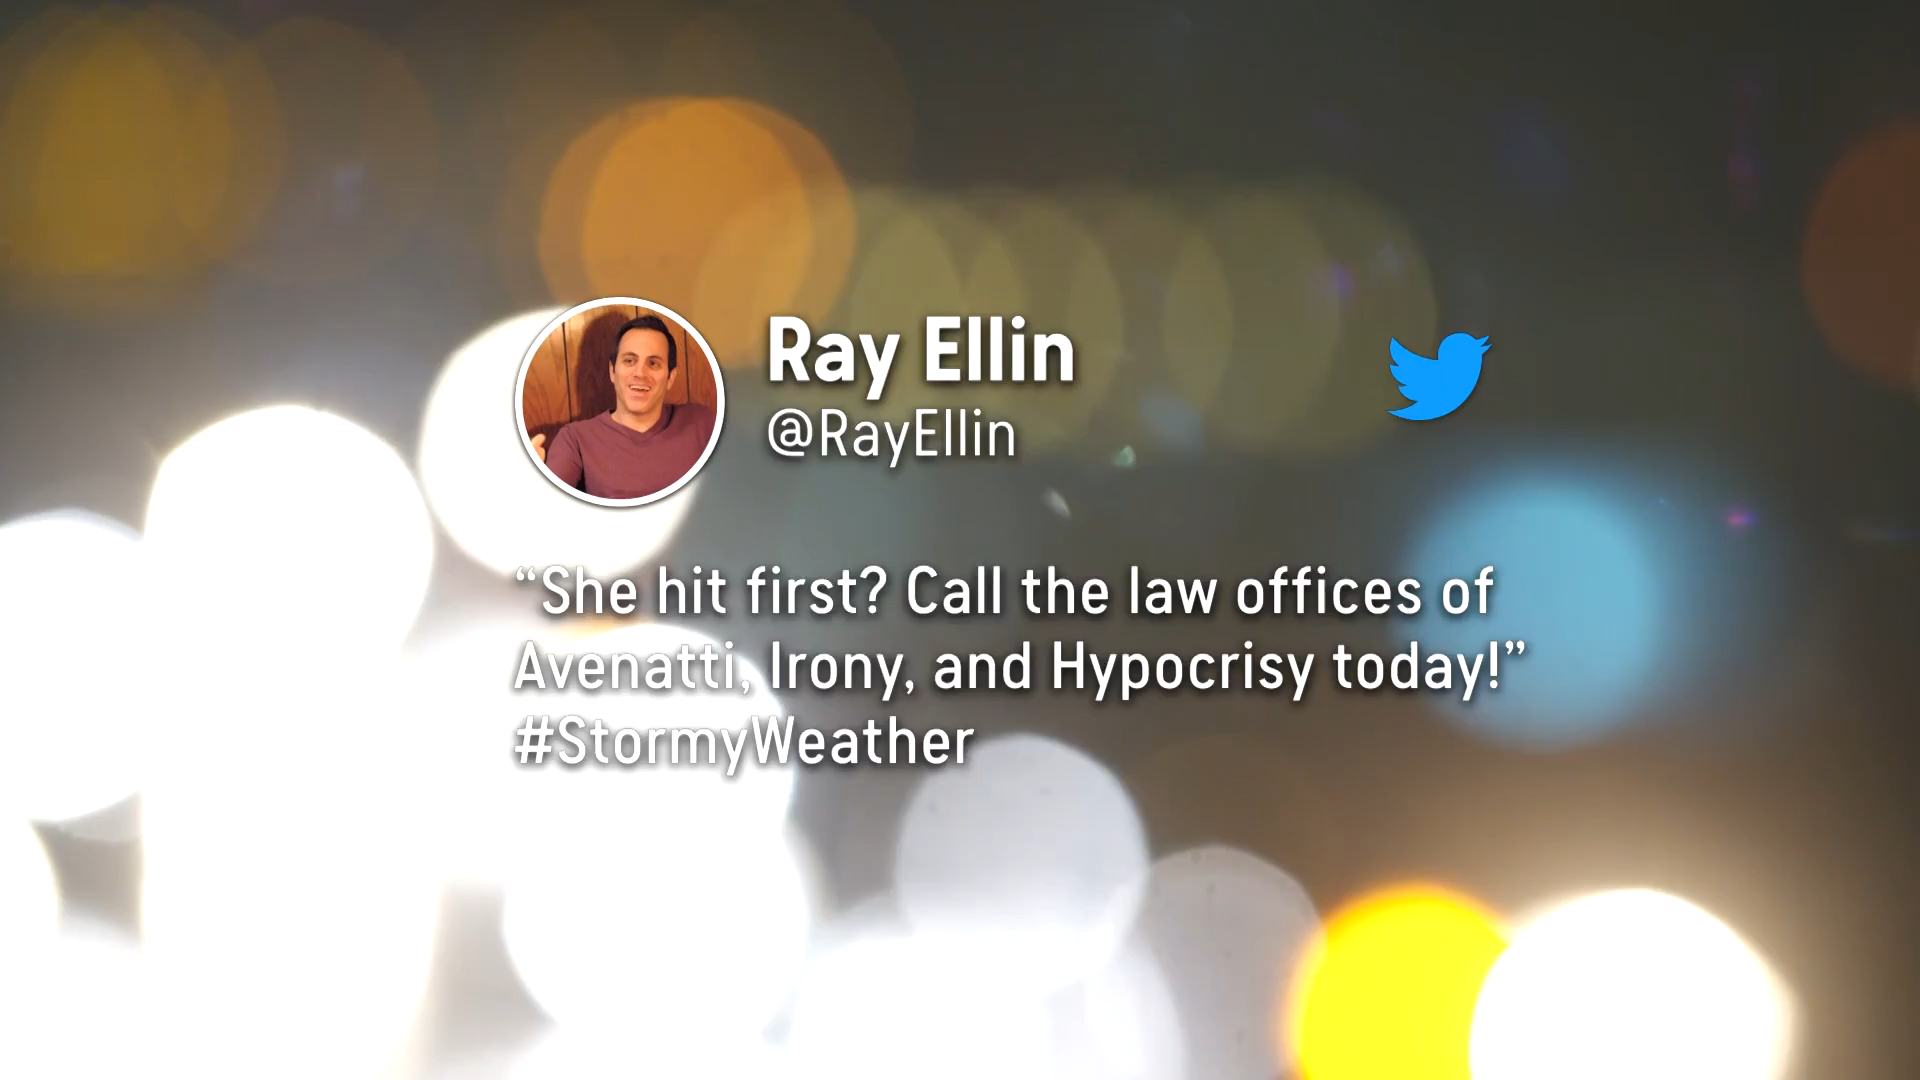 Ray Ellin
@RayEllin
“She hit first? Call the law offices of
Avenatti, Irony, and Hypocrisy today!”
#StormyWeather